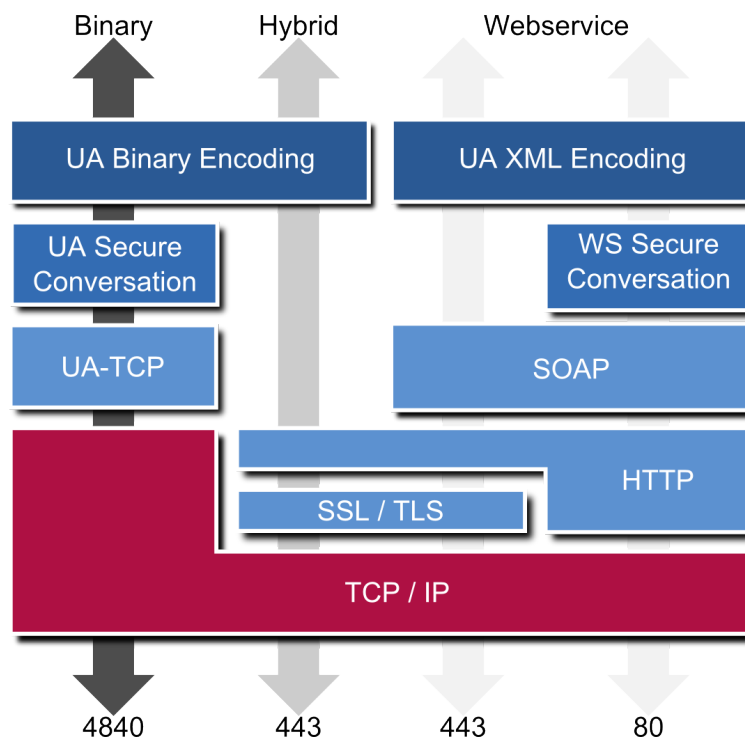 Binary Hybrid Webservice
UA Binary Encoding UA XML Encoding
UA Secure
Conversation
WS Secure
Conversation
UA-TCP
SOAP
HTTP
SSL / TLS
TCP / IP
4840 443 443 80